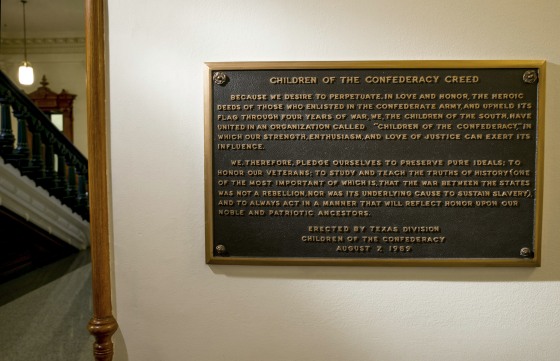 CHILDREN OF THE CONFEDERACY CREED
BECAUSE WE DESIRE TO PERPETUATE, IN LOVE AND HONOR, THE HEROIC
DEEDS OF THOSE WHO ENLISTED IN THE CONFEDERATE ARMY, AND UPHELD ITS
FLAG THROUGH FOUR YEARS OF WAR, WE, THE CHILDREN OF THE SOUTH, HAVE
UNITED IN AN ORGANIZATION CALLED "CHILDREN OF THE CONFEDERACY," IN
WHICH OUR STRENGTH, ENTHUSIASM, AND LOVE OF JUSTICE CAN EXERT ITS
INFLUENCE.
WE, THEREFORE, PLEDGE OURSELVES TO PRESERVE PURE IDEALS; TO
HONOR OUR VETERANS; TO STUDY AND TEACH THE TRUTHS OF HISTORY (ONE
OF THE MOST IMPORTANT OF WHICH IS, THAT THE WAR BETWEEN THE STATES
WAS NOT A REBELLION, NOR WAS ITS UNDERLYING CAUSE TO SUSTAIN SLAVERY),
AND TO ALWAYS ACT IN A MANNER THAT WILL REFLECT HONOR UPON OUR
NOBLE AND PATRIOTIC ANCESTORS.
ERECTED BY TEXAS DIVISION
CHILDREN OF THE CONFEDERACY
AUGUST 7, 1959